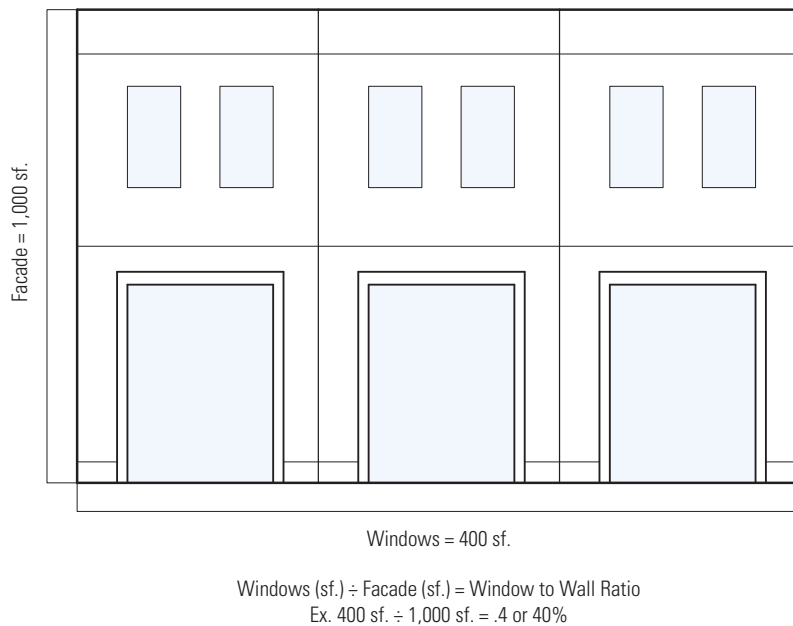 Facade = 1,000 sf.
Windows = 400 sf.
Windows (sf.) ÷ Facade (sf.) = Window to Wall Ratio
Ex. 400 sf. ÷ 1,000 sf. = .4 or 40%